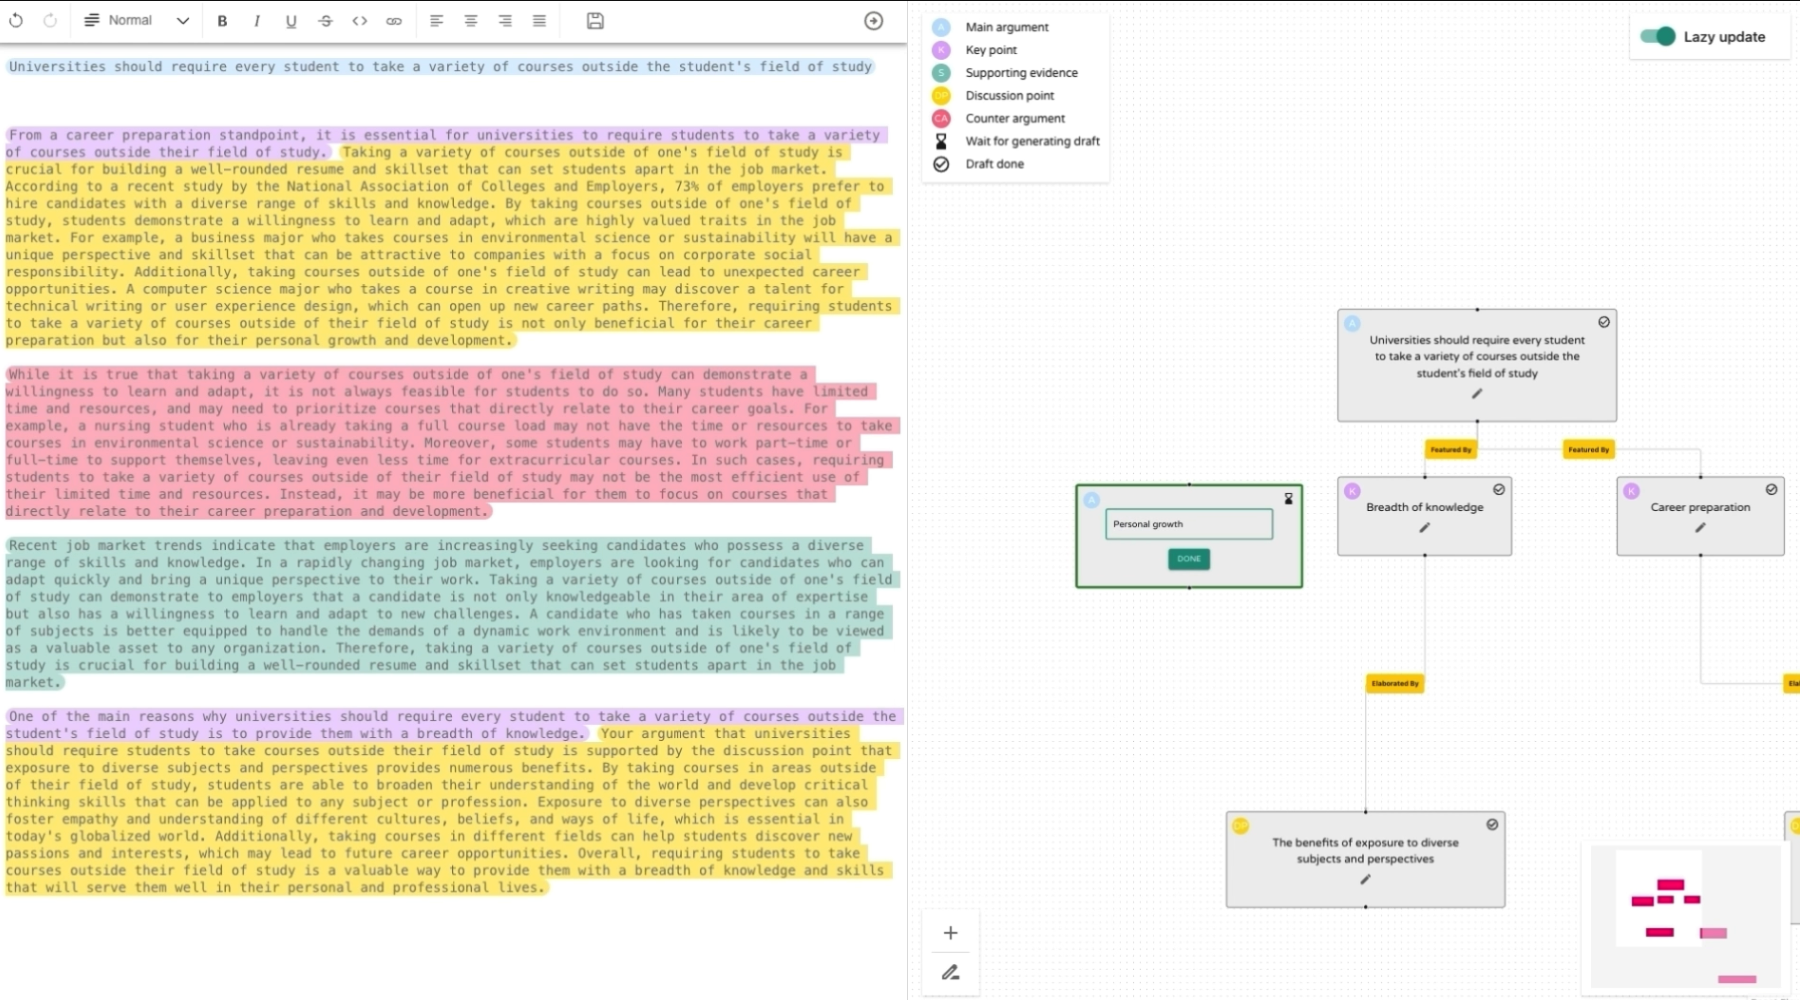 Normal
B I U S
Universities should require every student to take a variety of courses outside the student's field of study
From a career preparation standpoint, it is essential for universities to require students to take a variety
of courses outside their field of study. Taking a variety of courses outside of one's field of study is
crucial for building a well-rounded resume and skillset that can set students apart in the job market.
According to a recent study by the National Association of Colleges and Employers, 73% of employers prefer to
hire candidates with a diverse range of skills and knowledge. By taking courses outside of one's field of
study, students demonstrate a willingness to learn and adapt, which are highly valued traits in the job
market. For example, a business major who takes courses in environmental science or sustainability will have a
unique perspective and skillset that can be attractive to companies with a focus on corporate social
responsibility. Additionally, taking courses outside of one's field of study can lead to unexpected career
opportunities. A computer science major who takes a course in creative writing may discover a talent for
technical writing or user experience design, which can open up new career paths. Therefore, requiring students
to take a variety of courses outside of their field of study is not only beneficial for their career
preparation but also for their personal growth and development.
While it is true that taking a variety of courses outside of one's field of study can demonstrate a
willingness to learn and adapt, it is not always feasible for students to do so. Many students have limited
time and resources, and may need to prioritize courses that directly relate to their career goals. For
example, a nursing student who is already taking a full course load may not have the time or resources to take
courses in environmental science or sustainability. Moreover, some students may have to work part-time or
full-time to support themselves, leaving even less time for extracurricular courses. In such cases, requiring
students to take a variety of courses outside of their field of study may not be the most efficient use of
their limited time and resources. Instead, it may be more beneficial for them to focus on courses that
directly relate to their career preparation and development.
Recent job market trends indicate that employers are increasingly seeking candidates who possess a diverse
range of skills and knowledge. In a rapidly changing job market, employers are looking for candidates who can
adapt quickly and bring a unique perspective to their work. Taking a variety of courses outside of one's field
of study can demonstrate to employers that a candidate is not only knowledgeable in their area of expertise
but also has a willingness to learn and adapt to new challenges. A candidate who has taken courses in a range
of subjects is better equipped to handle the demands of a dynamic work environment and is likely to be viewed
as a valuable asset to any organization. Therefore, taking a variety of courses outside of one's field of
study is crucial for building a well-rounded resume and skillset that can set students apart in the job
market.
One of the main reasons why universities should require every student to take a variety of courses outside the
student's field of study is to provide them with a breadth of knowledge. Your argument that universities
should require students to take courses outside their field of study is supported by the discussion point that
exposure to diverse subjects and perspectives provides numerous benefits. By taking courses in areas outside
of their field of study, students are able to broaden their understanding of the world and develop critical
thinking skills that can be applied to any subject or profession. Exposure to diverse perspectives can also
foster empathy and understanding of different cultures, beliefs, and ways of life, which is essential in
today's globalized world. Additionally, taking courses in different fields can help students discover new
passions and interests, which may lead to future career opportunities. Overall, requiring students to take
courses outside their field of study is a valuable way to provide them with a breadth of knowledge and skills
that will serve them well in their personal and professional lives.
A Main argument
K Key point
S Supporting evidence
DP Discussion point
CA Counter argument
Wait for generating draft
Draft done
Lazy update
A
Universities should require every student
to take a variety of courses outside the
student's field of study
Featured By
Featured By
A
Personal growth
DONE
K
Breadth of knowledge
K
Career preparation
Elaborated By
Ela
DP
The benefits of exposure to diverse
subjects and perspectives